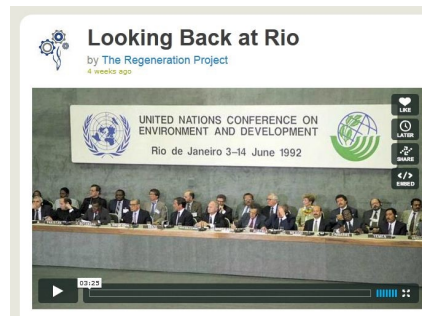 Looking Back at Rio
by The Regeneration Project
4 weeks ago
UNITED NATIONS CONFERENCE ON
ENVIRONMENT AND DEVELOPMENT
Rio de Janeiro 3–14 June 1992
LIKE
LATER
SHARE
EMBED
03:25